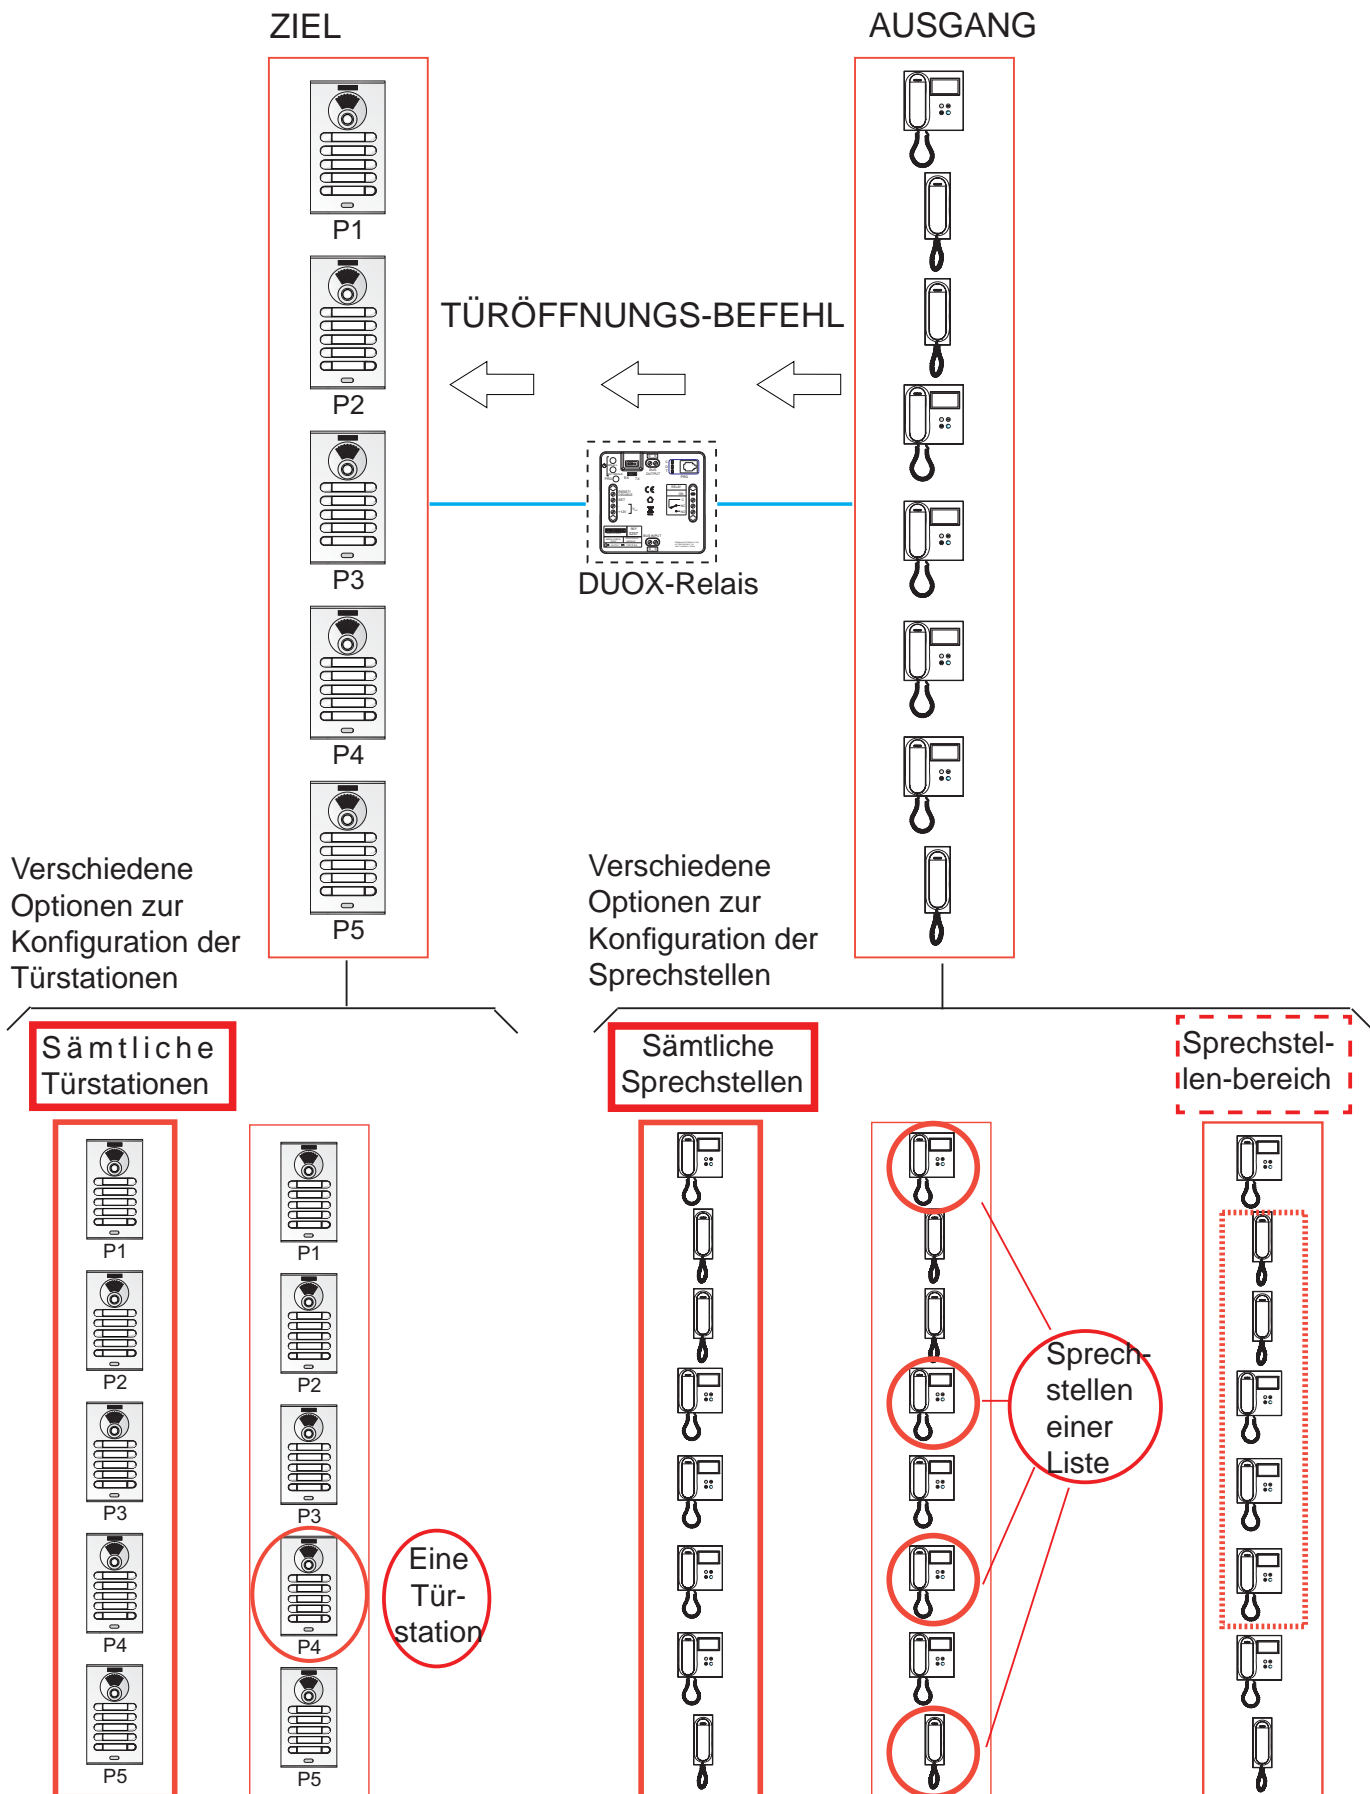 ZIEL
AUSGANG
P1
P2
P3
P4
P5
TÜRÖFFNUNGS-BEFEHL
DUOX-Relais
Verschiedene
Optionen zur
Konfiguration der
Türstationen
Verschiedene
Optionen zur
Konfiguration der
Sprechstellen
Sämtliche
Türstationen
Sämtliche
Sprechstellen
Sprechstel-
len-bereich
P1
P2
P3
P4
P5
P1
P2
P3
P4
P5
Eine
Tür-
station
Sprech-
stellen
einer
Liste